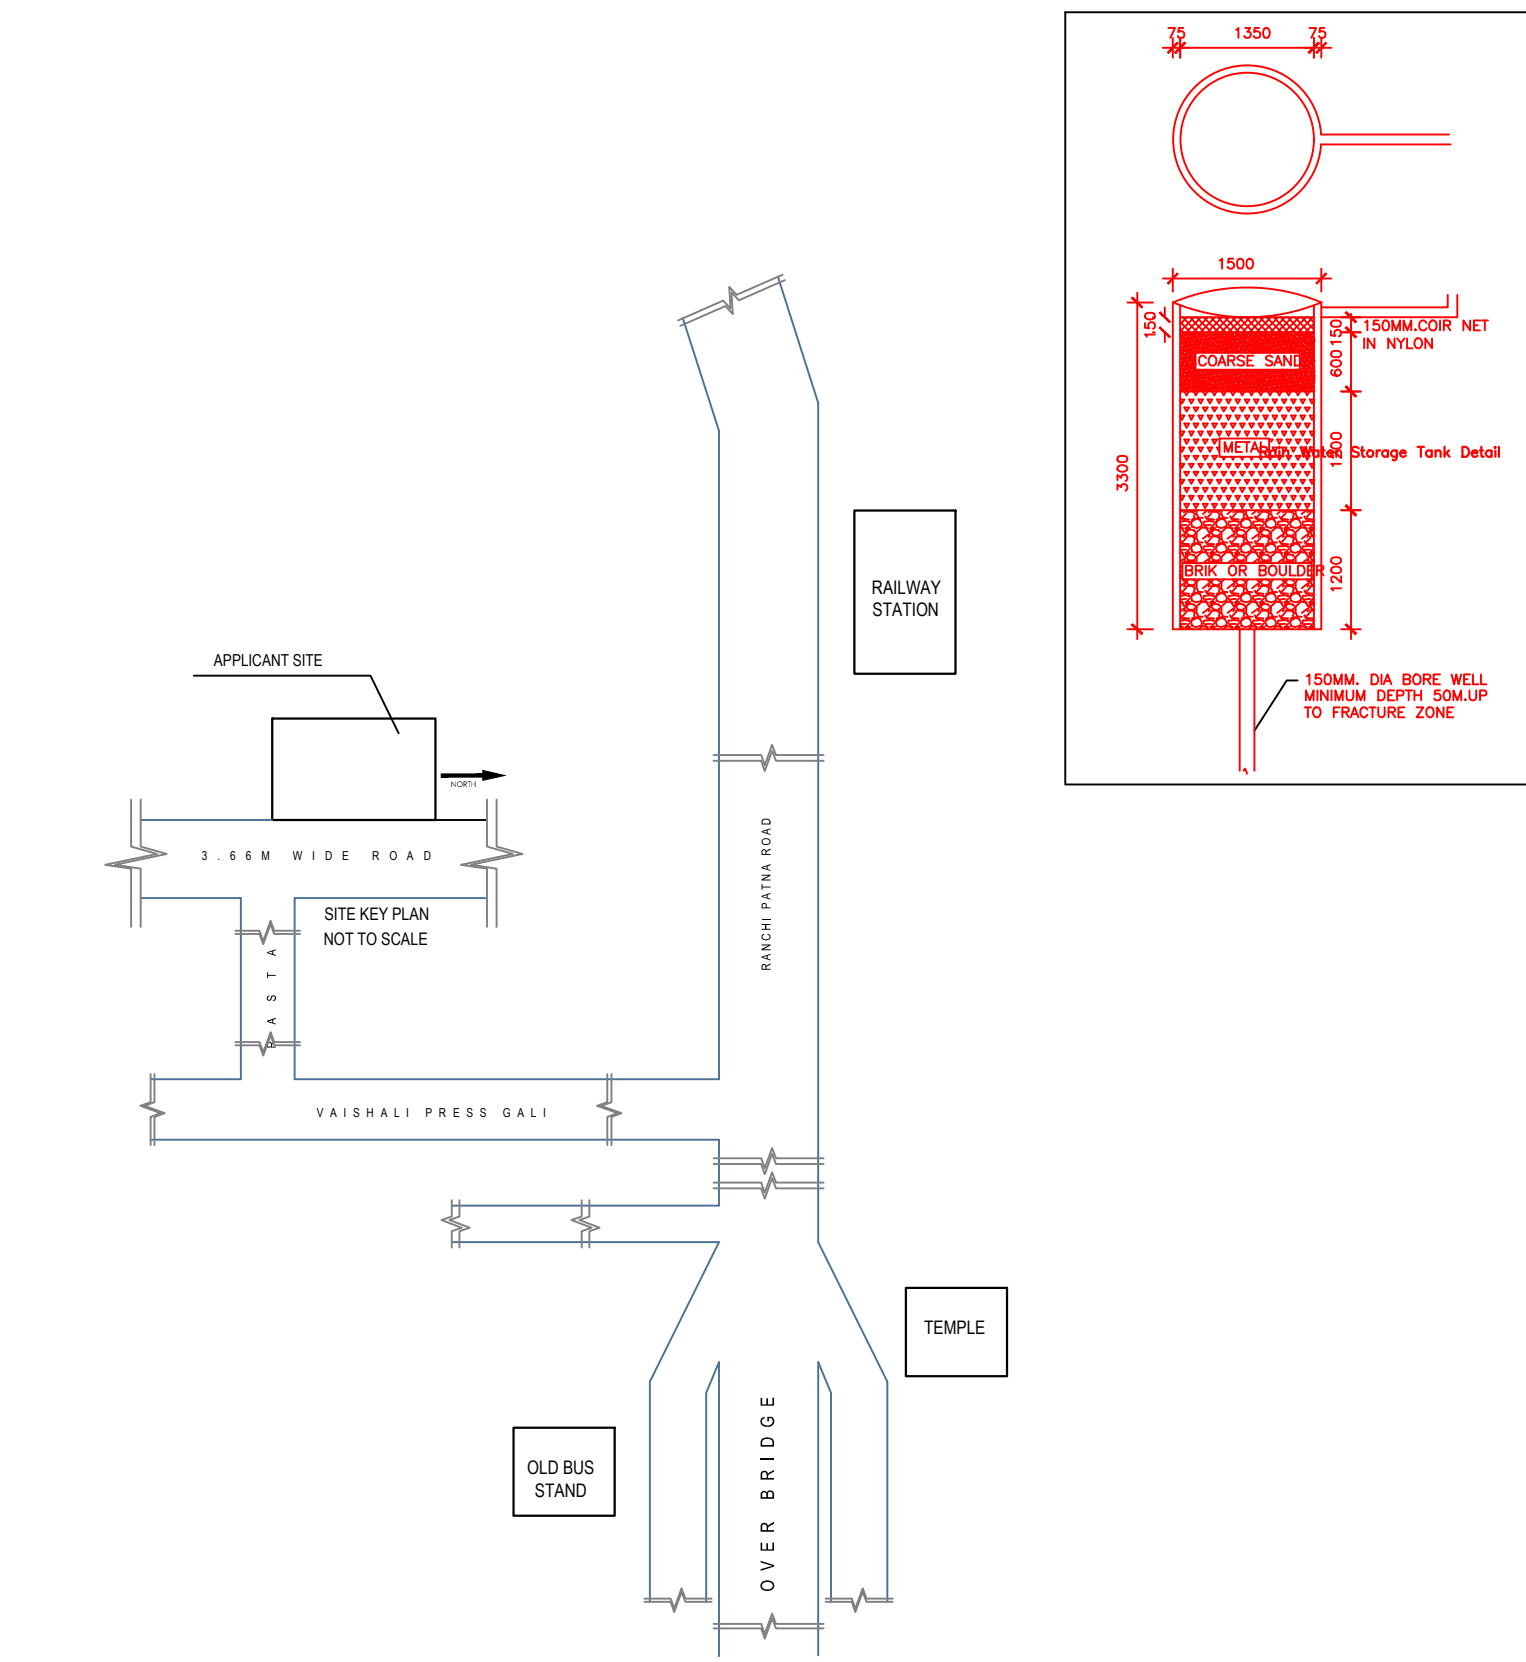 75
1350
75
1500
150
3300
150
600
1200
1200
150MM.COIR NET
IN NYLON
COARSE SAND
METAL
Rain Water Storage Tank Detail
BRIK OR BOULDER
150MM. DIA BORE WELL
MINIMUM DEPTH 50M.UP
TO FRACTURE ZONE
RAILWAY
STATION
APPLICANT SITE
NORTH
3.66M WIDE ROAD
SITE KEY PLAN
NOT TO SCALE
RASTA
RANCHI PATNA ROAD
VAISHALI PRESS GALI
TEMPLE
OLD BUS
STAND
OVER BRIDGE